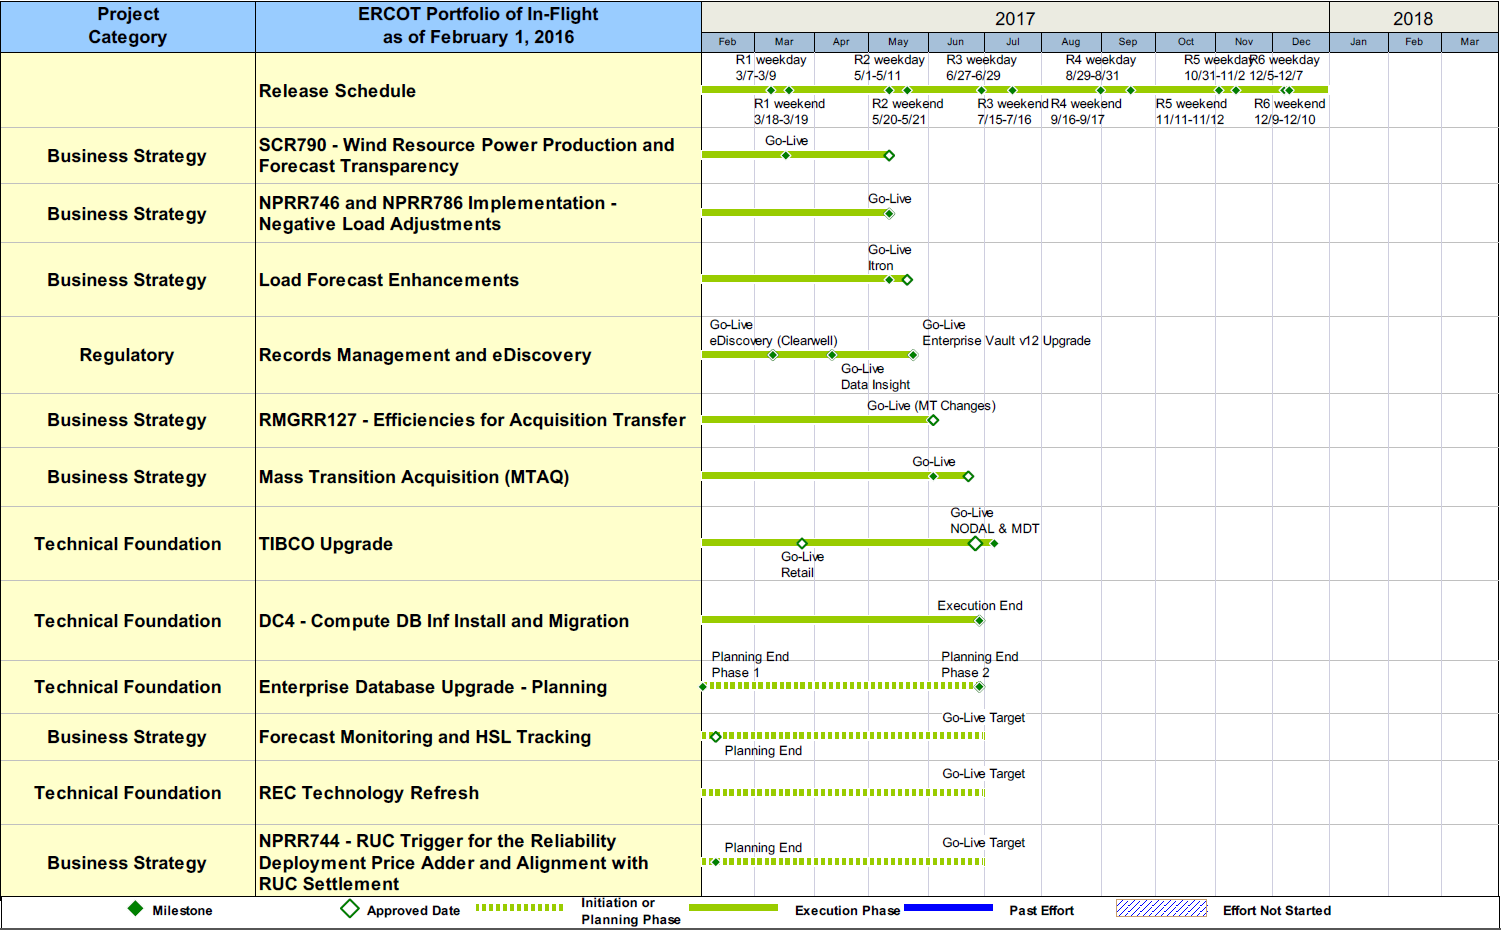 Project
Category
ERCOT Portfolio of In-Flight
as of February 1, 2016
2017
2018
Feb
Mar
Apr
May
Jun
Jul
Aug
Sep
Oct
Nov
Dec
Jan
Feb
Mar
Release Schedule
R1 weekday
3/7-3/9
R2 weekday
5/1-5/11
R3 weekday
6/27-6/29
R4 weekday
8/29-8/31
R5 weekday
10/31-11/2
R6 weekday
12/5-12/7
R1 weekend
3/18-3/19
R2 weekend
5/20-5/21
R3 weekend
7/15-7/16
R4 weekend
9/16-9/17
R5 weekend
11/11-11/12
R6 weekend
12/9-12/10
Business Strategy
SCR790 - Wind Resource Power Production and
Forecast Transparency
Go-Live
Business Strategy
NPRR746 and NPRR786 Implementation -
Negative Load Adjustments
Go-Live
Business Strategy
Load Forecast Enhancements
Go-Live
Itron
Regulatory
Records Management and eDiscovery
Go-Live
eDiscovery (Clearwell)
Go-Live
Enterprise Vault v12 Upgrade
Go-Live
Data Insight
Business Strategy
RMGRR127 - Efficiencies for Acquisition Transfer
Go-Live (MT Changes)
Business Strategy
Mass Transition Acquisition (MTAQ)
Go-Live
Technical Foundation
TIBCO Upgrade
Go-Live
NODAL & MDT
Go-Live
Retail
Technical Foundation
DC4 - Compute DB Inf Install and Migration
Execution End
Technical Foundation
Enterprise Database Upgrade - Planning
Planning End
Phase 1
Planning End
Phase 2
Business Strategy
Forecast Monitoring and HSL Tracking
Go-Live Target
Planning End
Technical Foundation
REC Technology Refresh
Go-Live Target
Business Strategy
NPRR744 - RUC Trigger for the Reliability
Deployment Price Adder and Alignment with
RUC Settlement
Planning End
Go-Live Target
Milestone
Approved Date
Initiation or
Planning Phase
Execution Phase
Past Effort
Effort Not Started